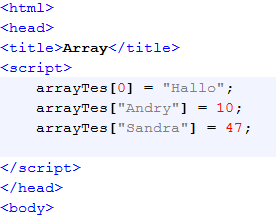 <html>
<head>
<title>Array</title>
<script>
arrayTes[0] = "Hallo";
arrayTes["Andry"] = 10;
arrayTes["Sandra"] = 47;
</script>
</head>
<body>